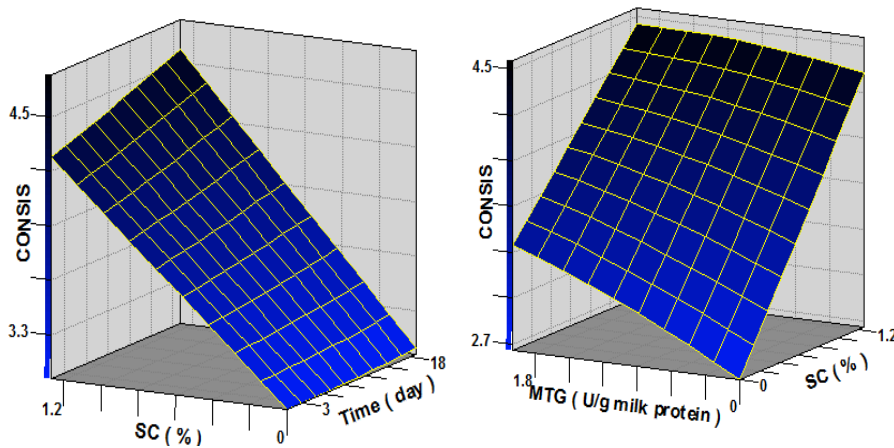 4.5
CONSIS
3.3
1.2
SC ( % )
0
3
Time ( day )
18
4.5
CONSIS
2.7
1.8
MTG ( U/g milk protein )
0
0
SC ( % )
1.2